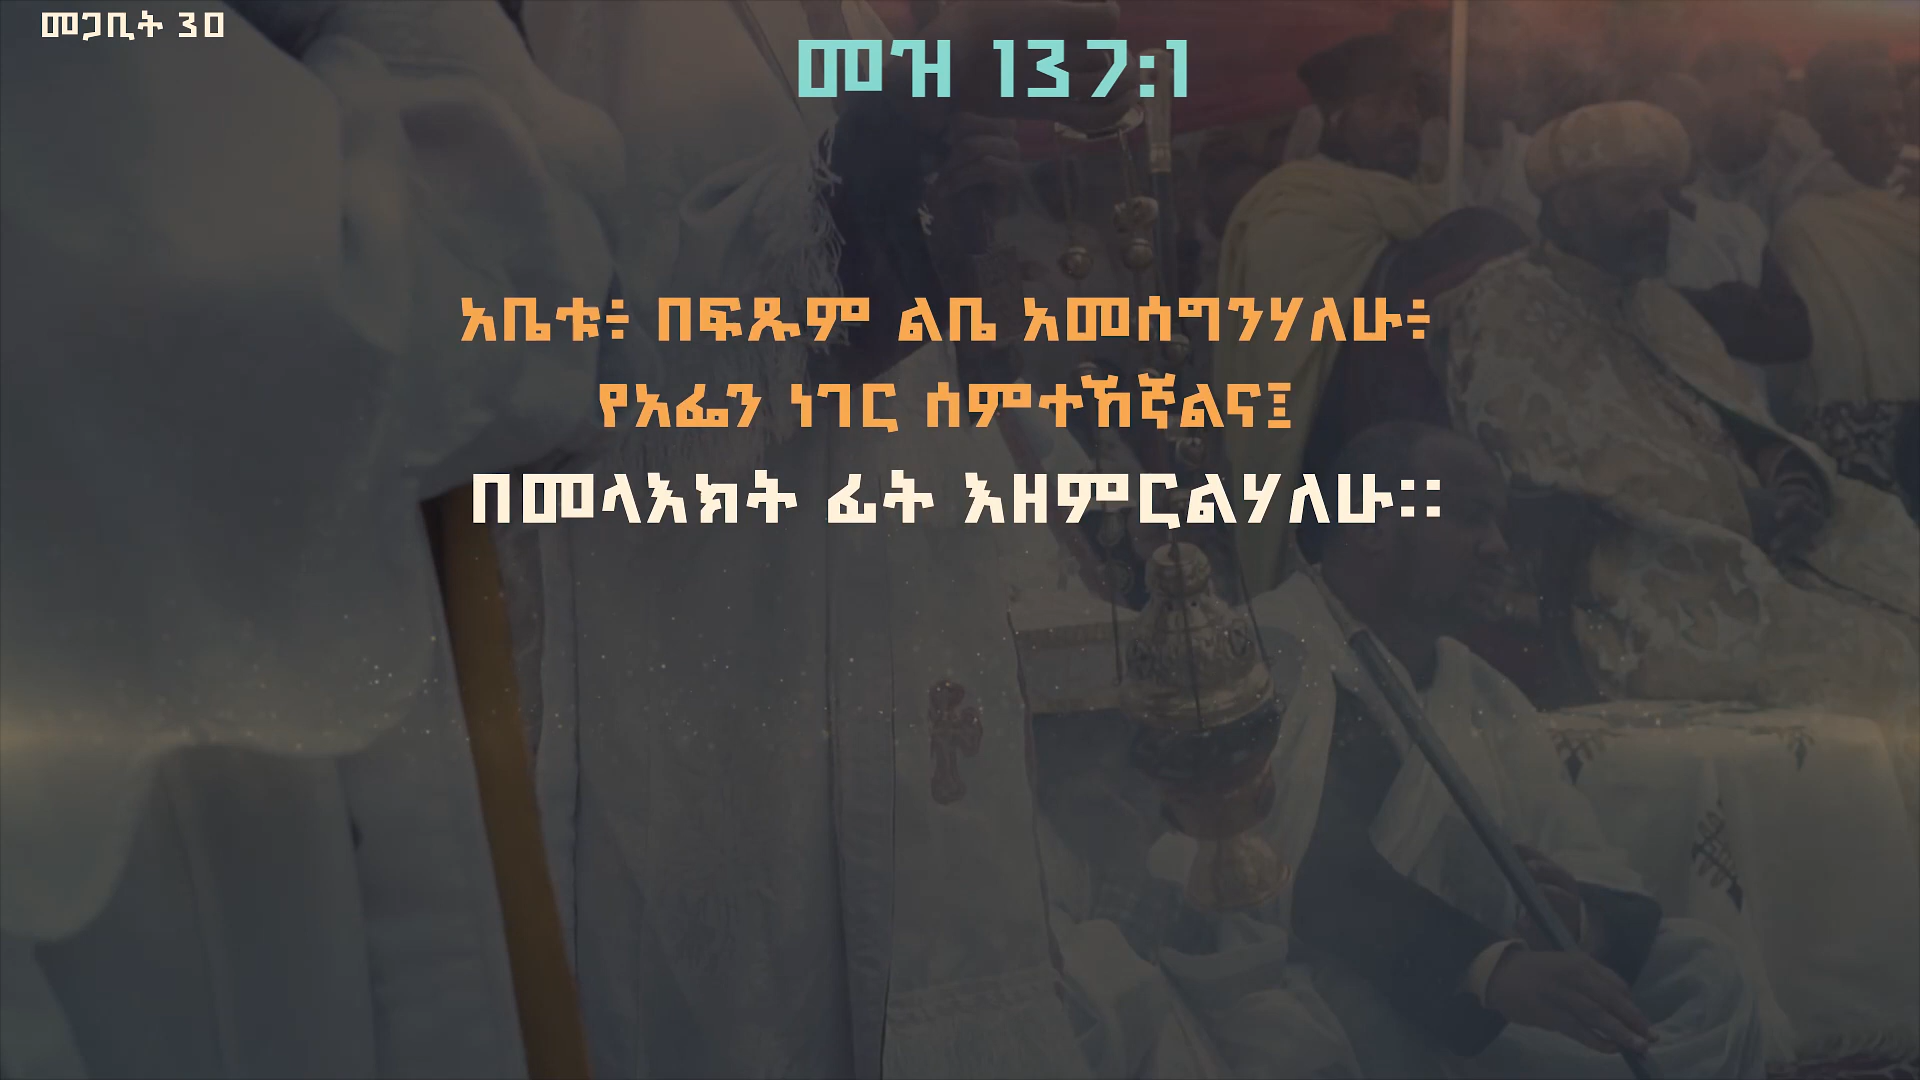 መጋቢት 30
መዝ 137:1
አቤቱ፥ በፍጹም ልቤ አመሰግንሃለሁ፥
የአፌን ነገር ሰምተኸኛልና፤
በመላእክት ፊት እዘምርልሃለሁ።